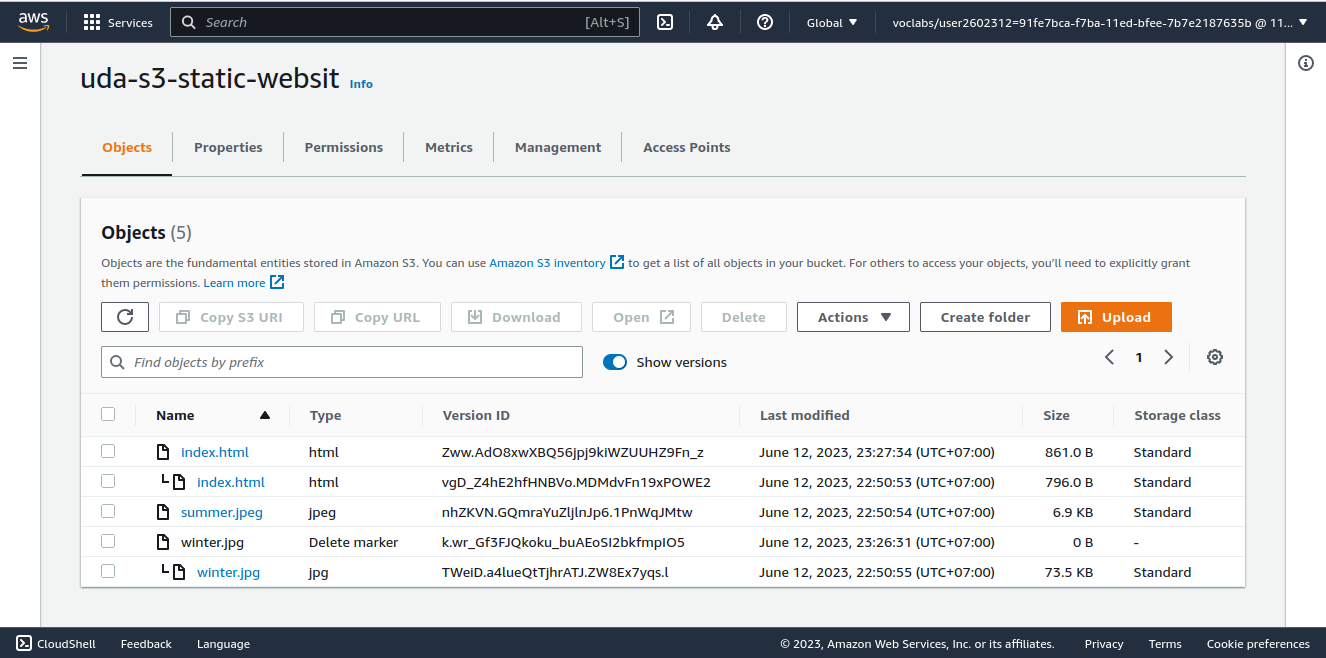 aws Services Search [Alt+S] Global voclabs/user2602312=91fe7bca-f7ba-11ed-bfee-7b7e2187635b @ 11...
uda-s3-static-websit Info
Objects Properties Permissions Metrics Management Access Points
Objects (5)
Objects are the fundamental entities stored in Amazon S3. You can use Amazon S3 inventory to get a list of all objects in your bucket. For others to access your objects, you’ll need to explicitly grant
them permissions. Learn more
Copy S3 URI Copy URL Download Open Delete Actions Create folder Upload
Find objects by prefix Show versions 1
Name Type Version ID Last modified Size Storage class
index.html html Zww.AdO8xwXBQ56jpj9kiWZUUHZ9Fn_z June 12, 2023, 23:27:34 (UTC+07:00) 861.0 B Standard
index.html html vgD_Z4hE2hfHNBVo.MDMdvFn19xPOWE2 June 12, 2023, 22:50:53 (UTC+07:00) 796.0 B Standard
summer.jpeg jpeg nhZKVN.GQmraYuZljlnJp6.1PnWqJMtw June 12, 2023, 22:50:54 (UTC+07:00) 6.9 KB Standard
winter.jpg Delete marker k.wr_Gf3FJQkoku_buAEoSI2bkfmpIO5 June 12, 2023, 23:26:31 (UTC+07:00) 0 B -
winter.jpg jpg TWeiD.a4lueQtTjhrATJ.ZW8Ex7yqs.l June 12, 2023, 22:50:55 (UTC+07:00) 73.5 KB Standard
CloudShell Feedback Language © 2023, Amazon Web Services, Inc. or its affiliates. Privacy Terms Cookie preferences